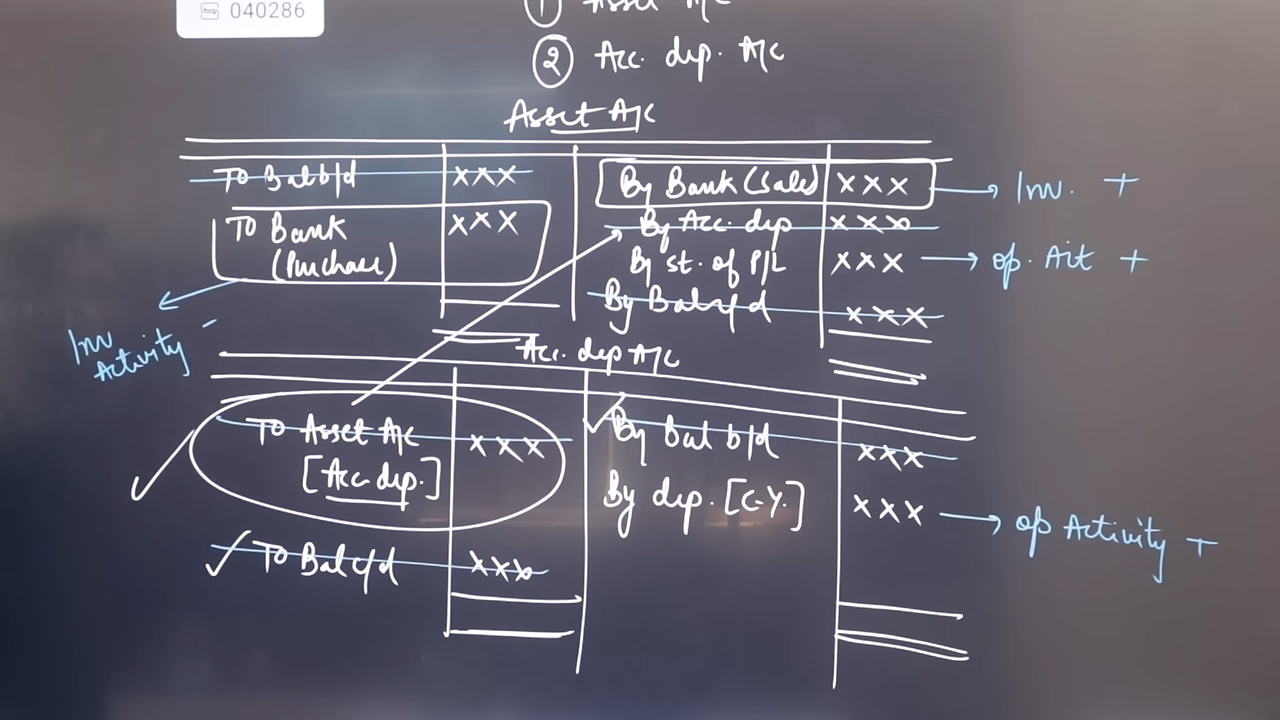 040286
① Asset A/c
② Acc. dep. A/c
Asset A/c
To Bal b/d xxx
By Bank (Sale) xxx → Inv. +
To Bank xxx
(Purchase)
By Acc. dep xxx
By st. of P/L xxx → op. Act +
By Bal c/d xxx
Inv Activity -
Acc. dep A/c
To Asset A/c xxx
[Acc dep.]
By Bal b/d xxx
By dep. [C.Y.] xxx → op Activity +
To Bal c/d xxx